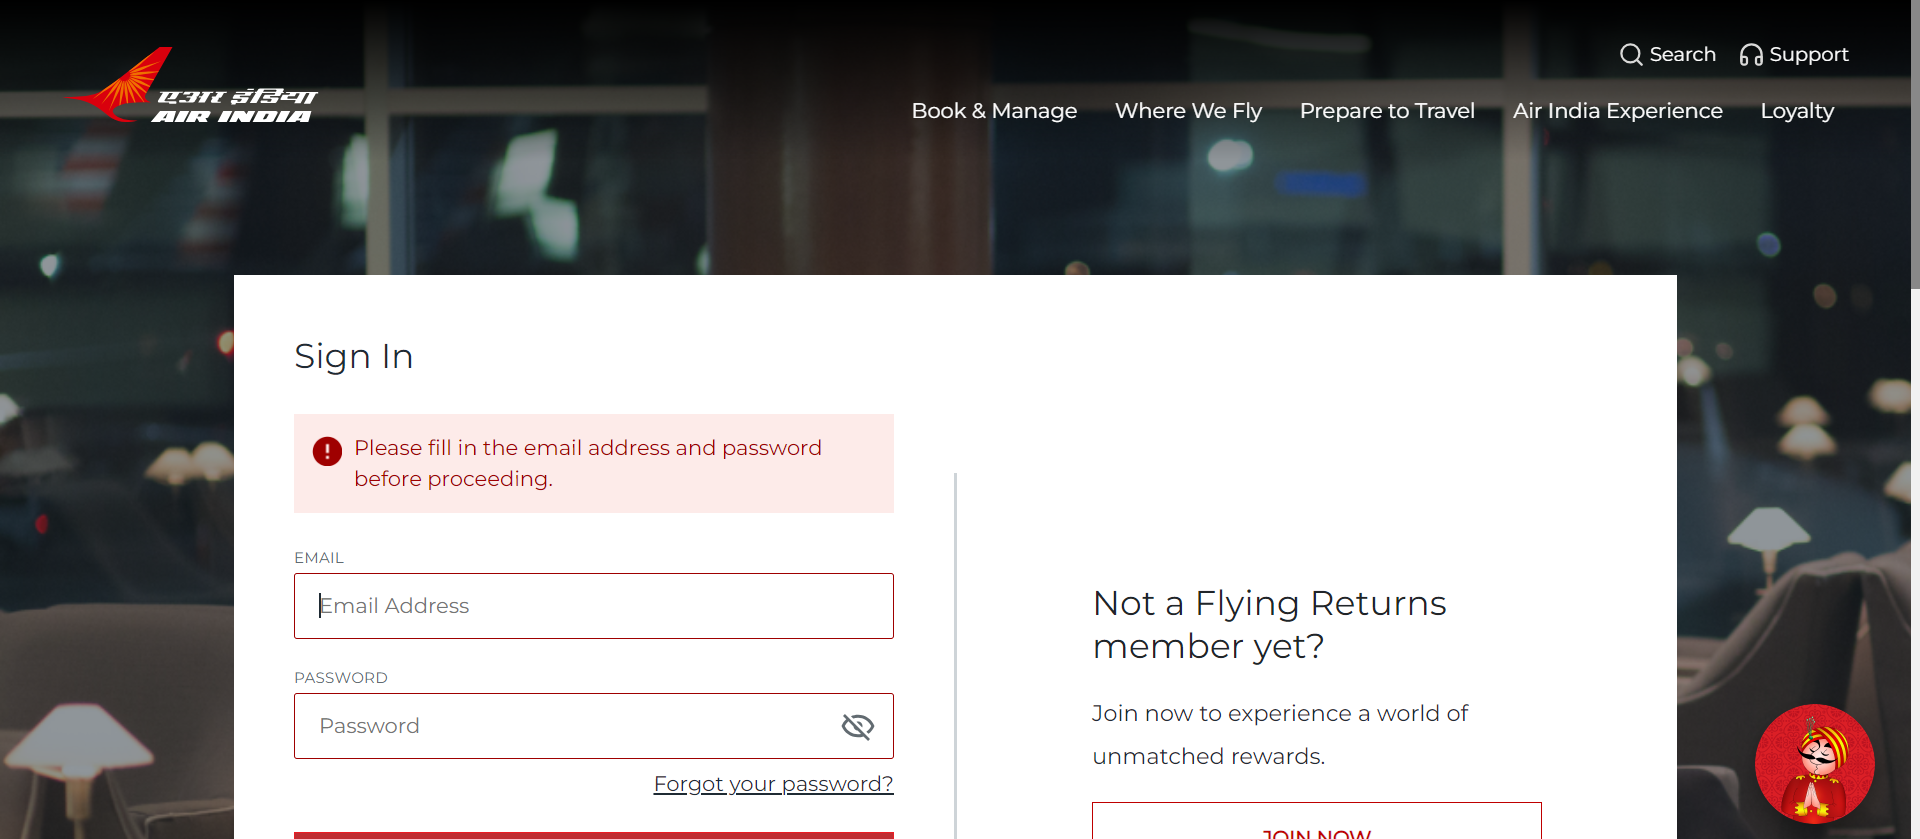 Search Support
एअर इंडिया
AIR INDIA
Book & Manage Where We Fly Prepare to Travel Air India Experience Loyalty
Sign In
Please fill in the email address and password
before proceeding.
EMAIL
Email Address
PASSWORD
Password
Forgot your password?
Not a Flying Returns
member yet?
Join now to experience a world of
unmatched rewards.
JOIN NOW